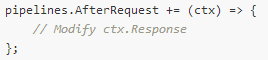 pipelines.AfterRequest += (ctx) => {
    // Modify ctx.Response
};